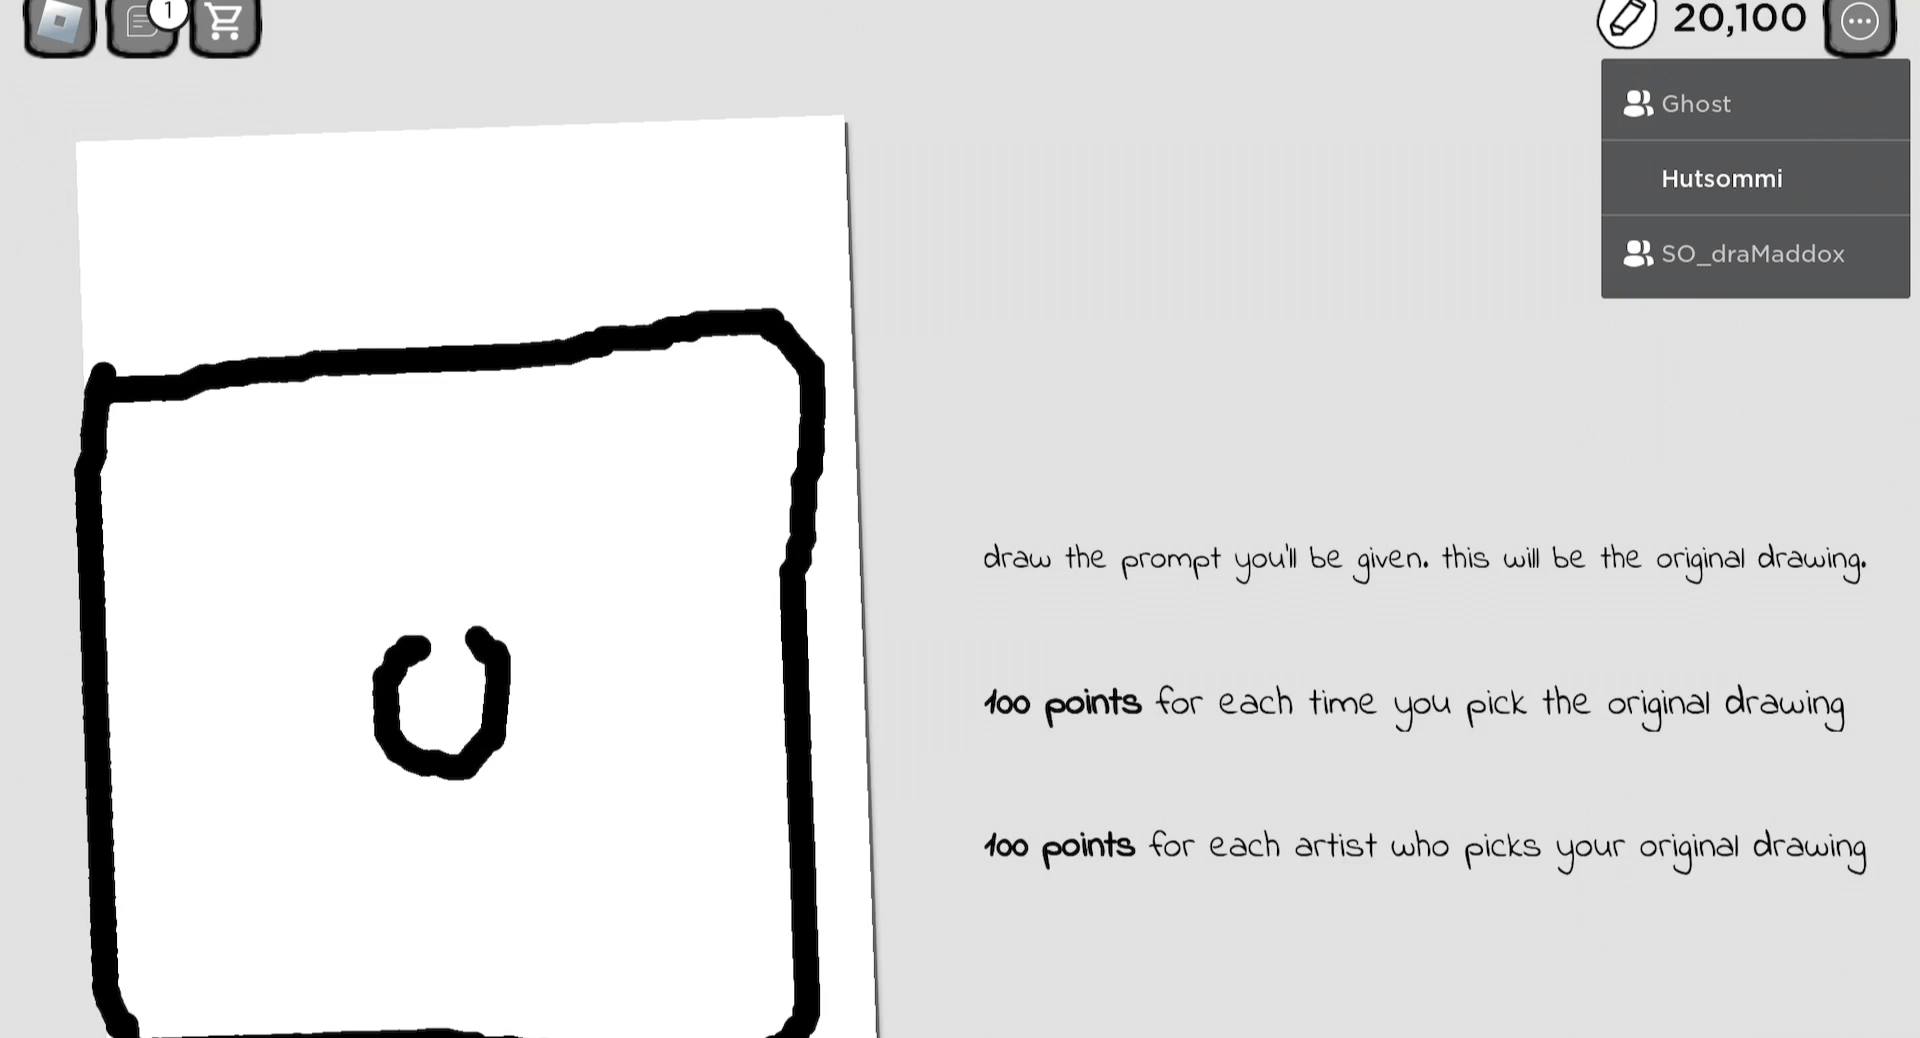 1
20,100
Ghost
Hutsommi
SO_draMaddox
draw the prompt you'll be given. this will be the original drawing.
100 points for each time you pick the original drawing
100 points for each artist who picks your original drawing